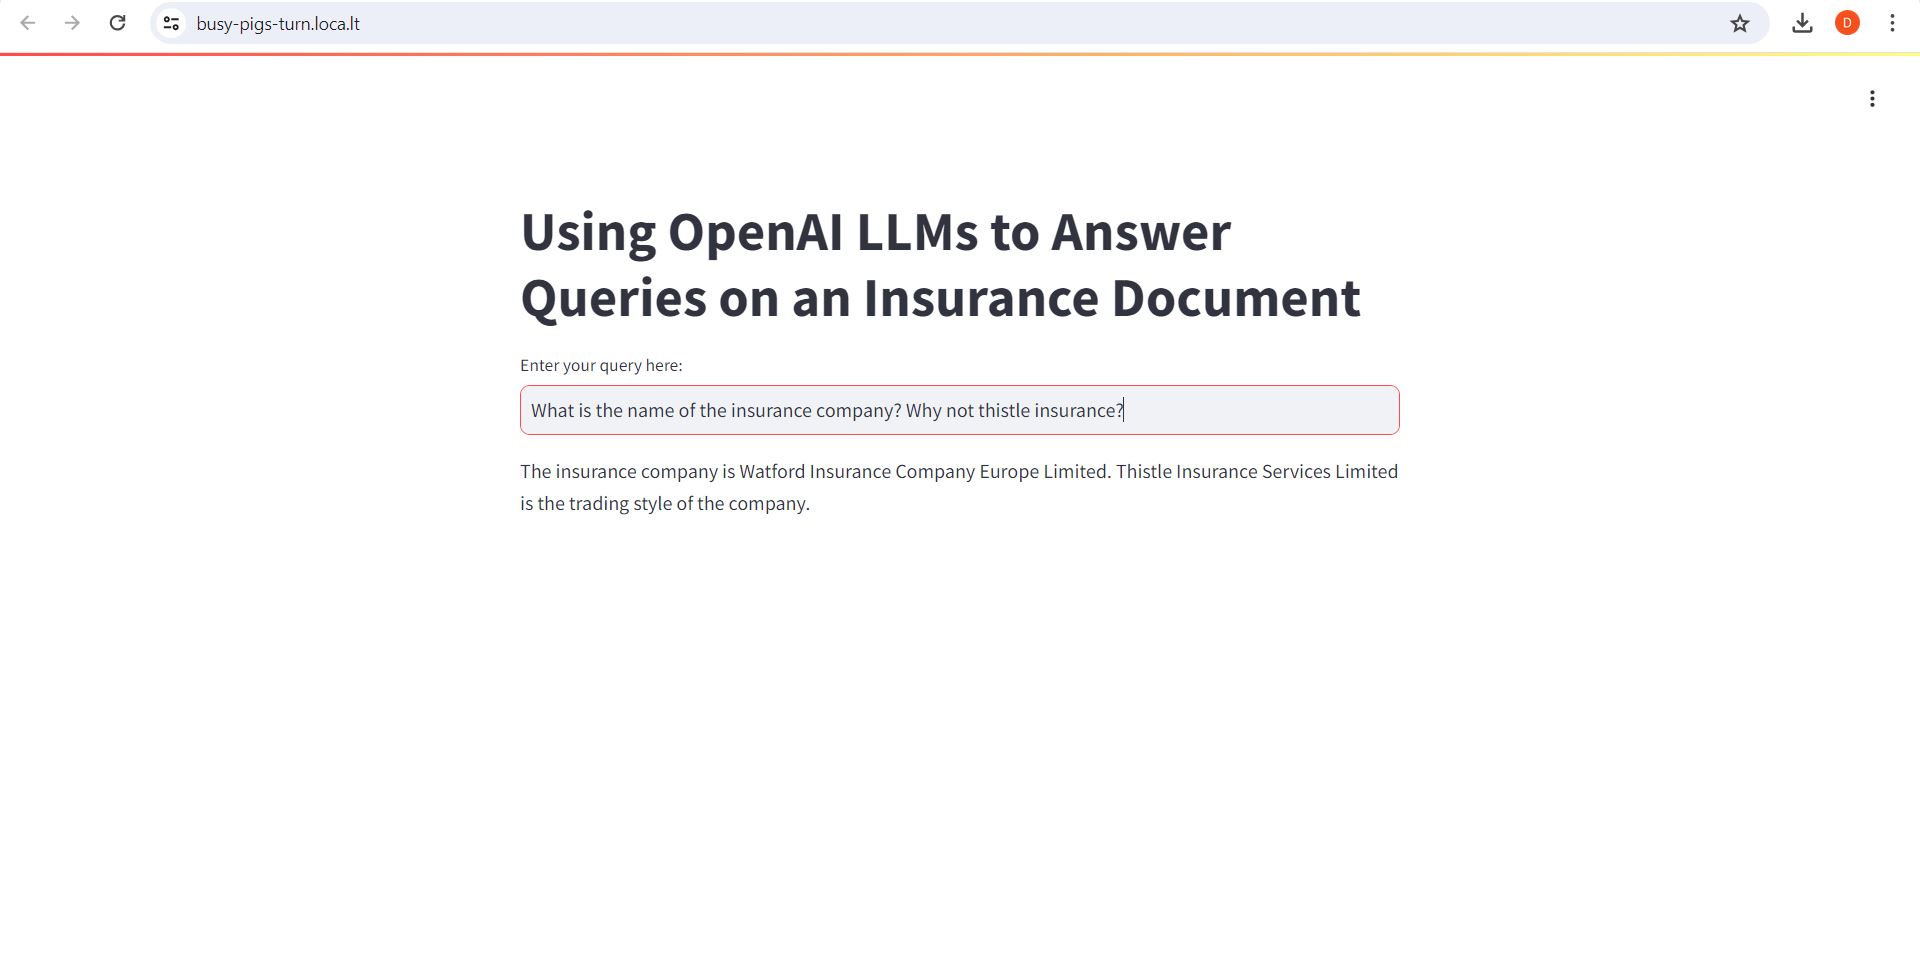 busy-pigs-turn.loca.lt
D
Using OpenAI LLMs to Answer
Queries on an Insurance Document
Enter your query here:
What is the name of the insurance company? Why not thistle insurance?
The insurance company is Watford Insurance Company Europe Limited. Thistle Insurance Services Limited
is the trading style of the company.